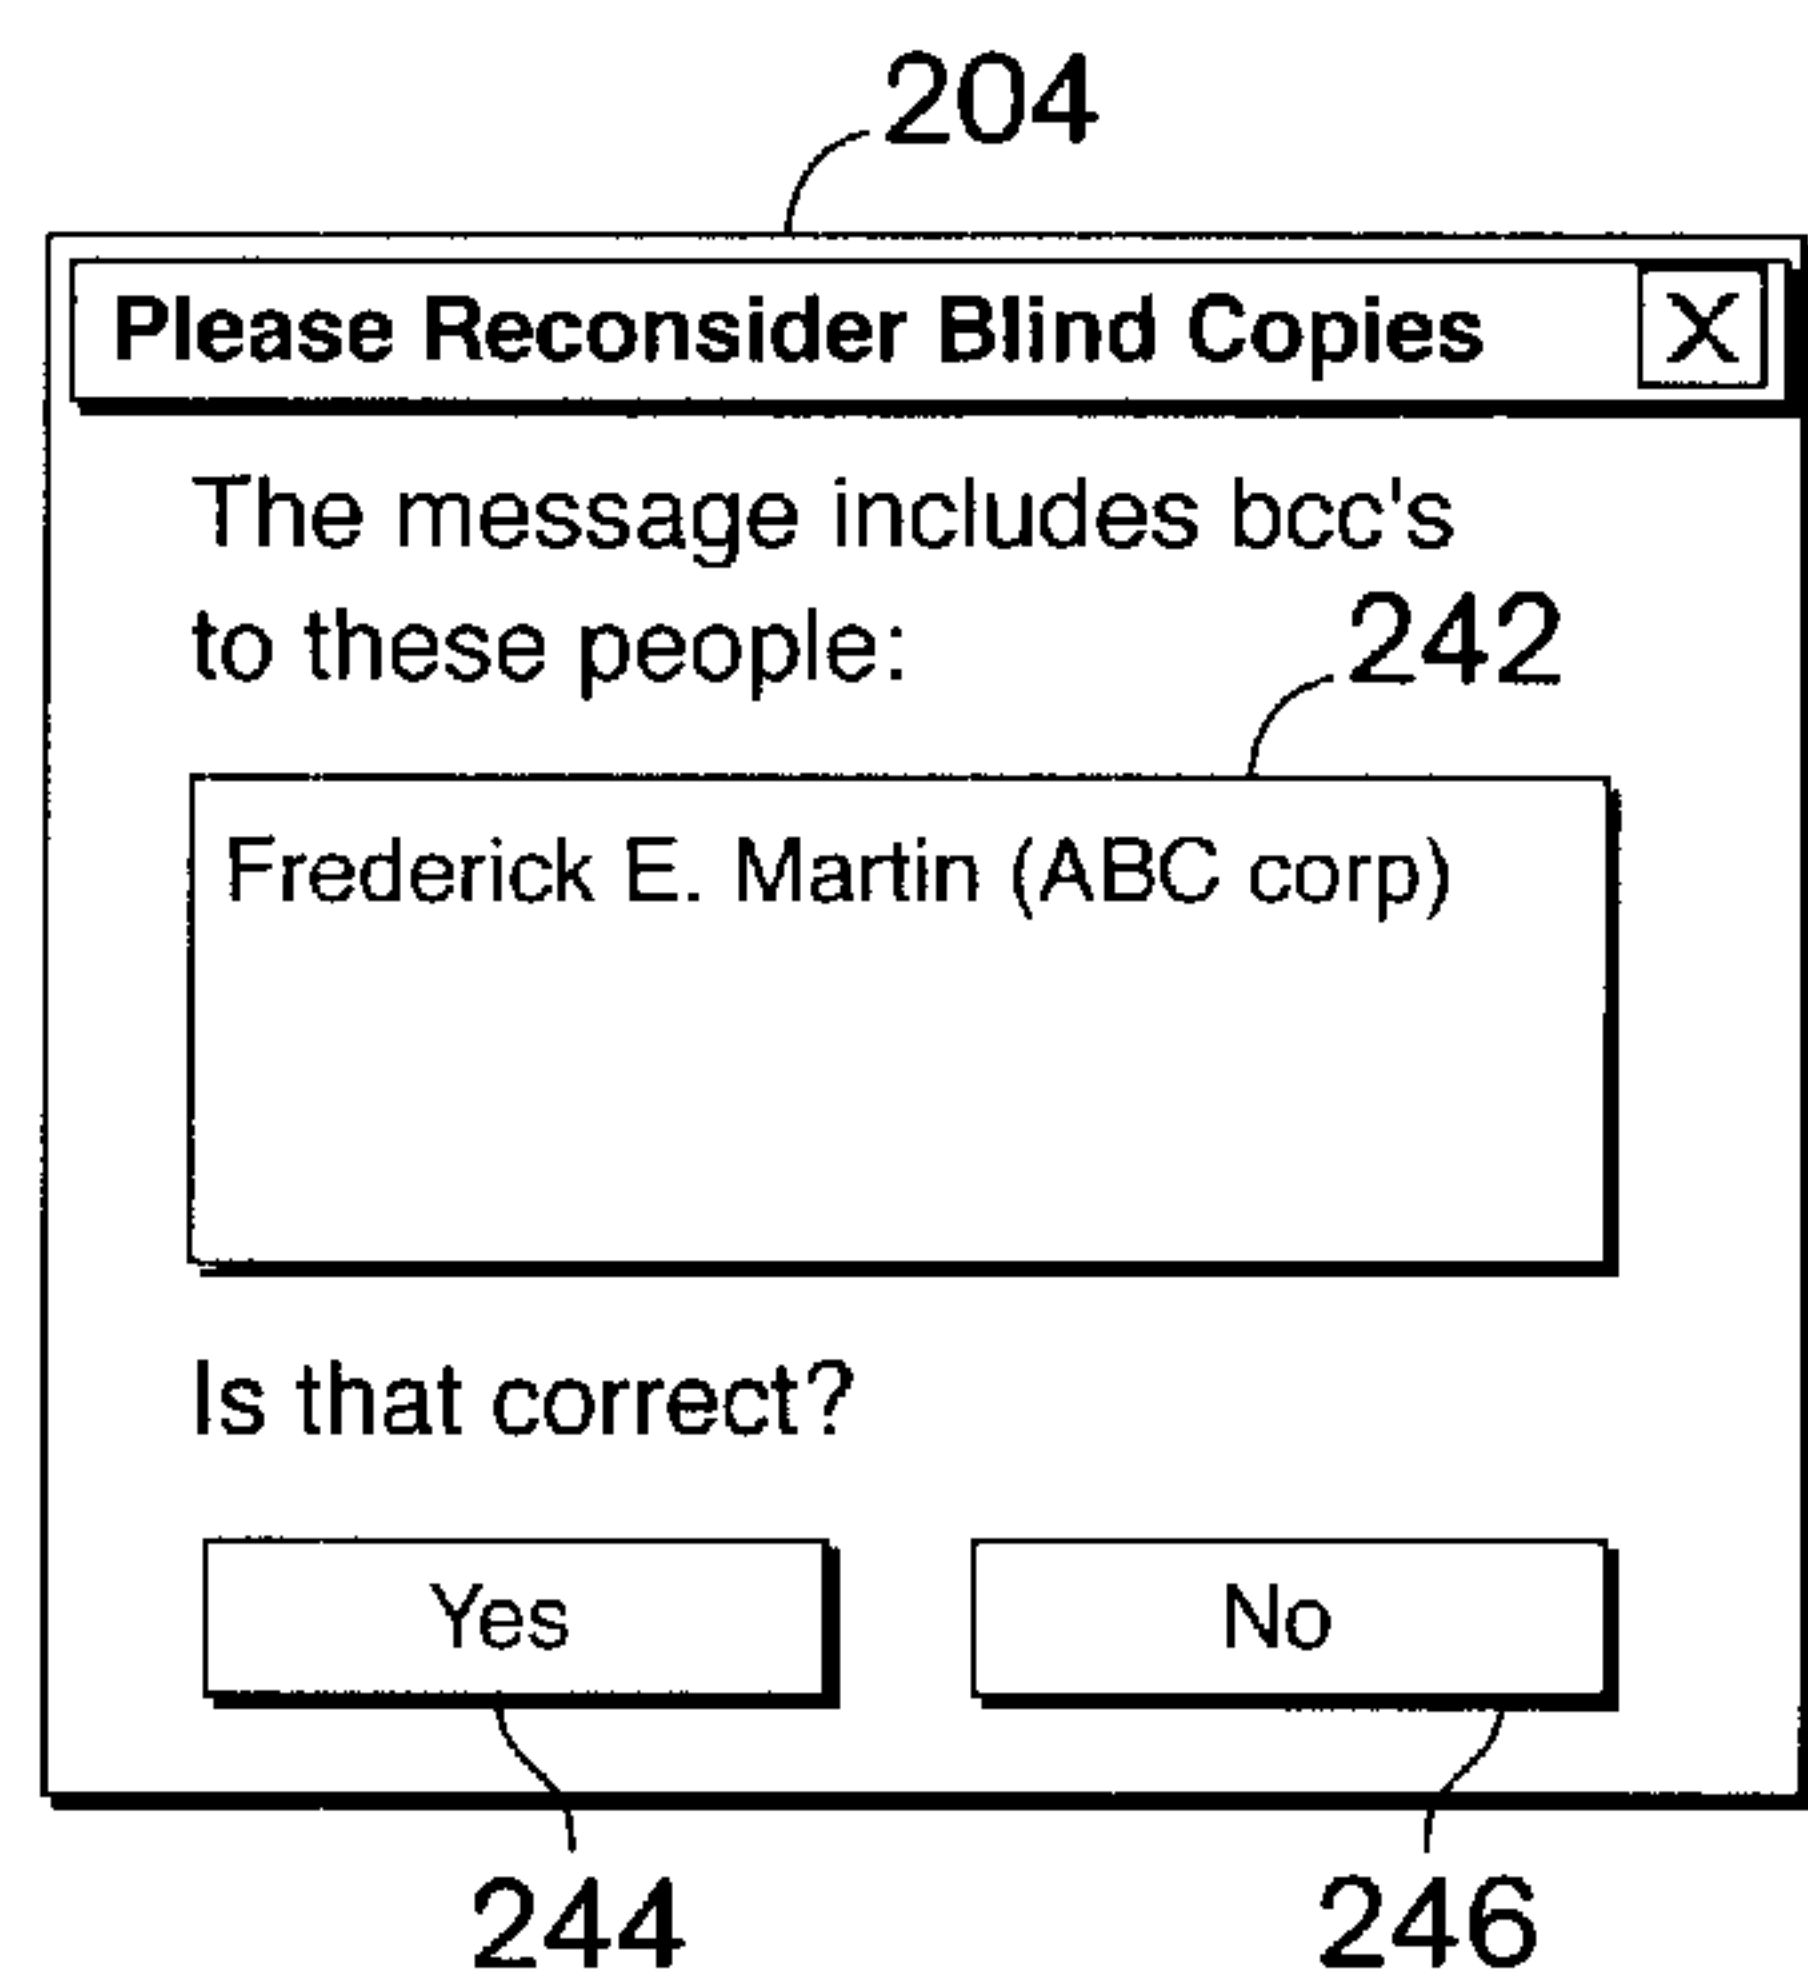 204
Please Reconsider Blind Copies X
The message includes bcc's
to these people:
242
Frederick E. Martin (ABC corp)
Is that correct?
Yes No
244 246